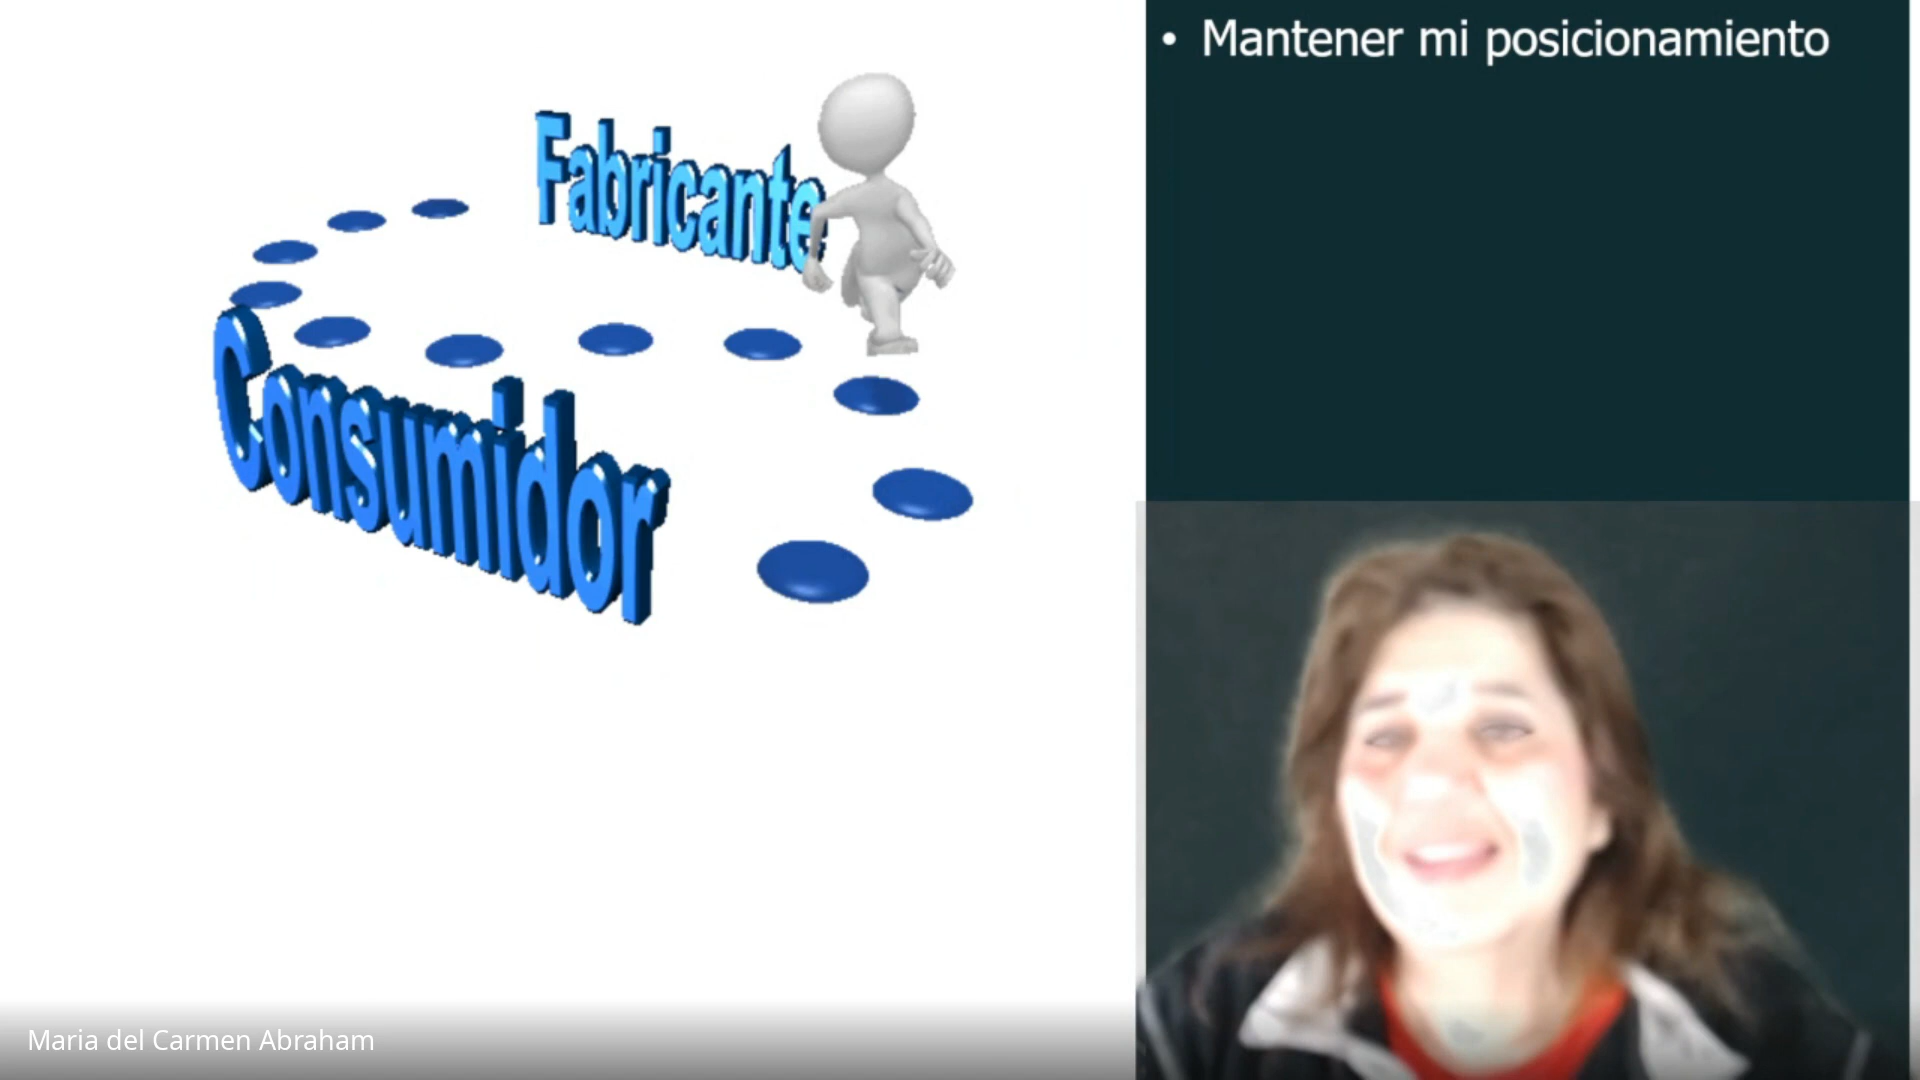 • Mantener mi posicionamiento
Fabricante
Consumidor
Maria del Carmen Abraham